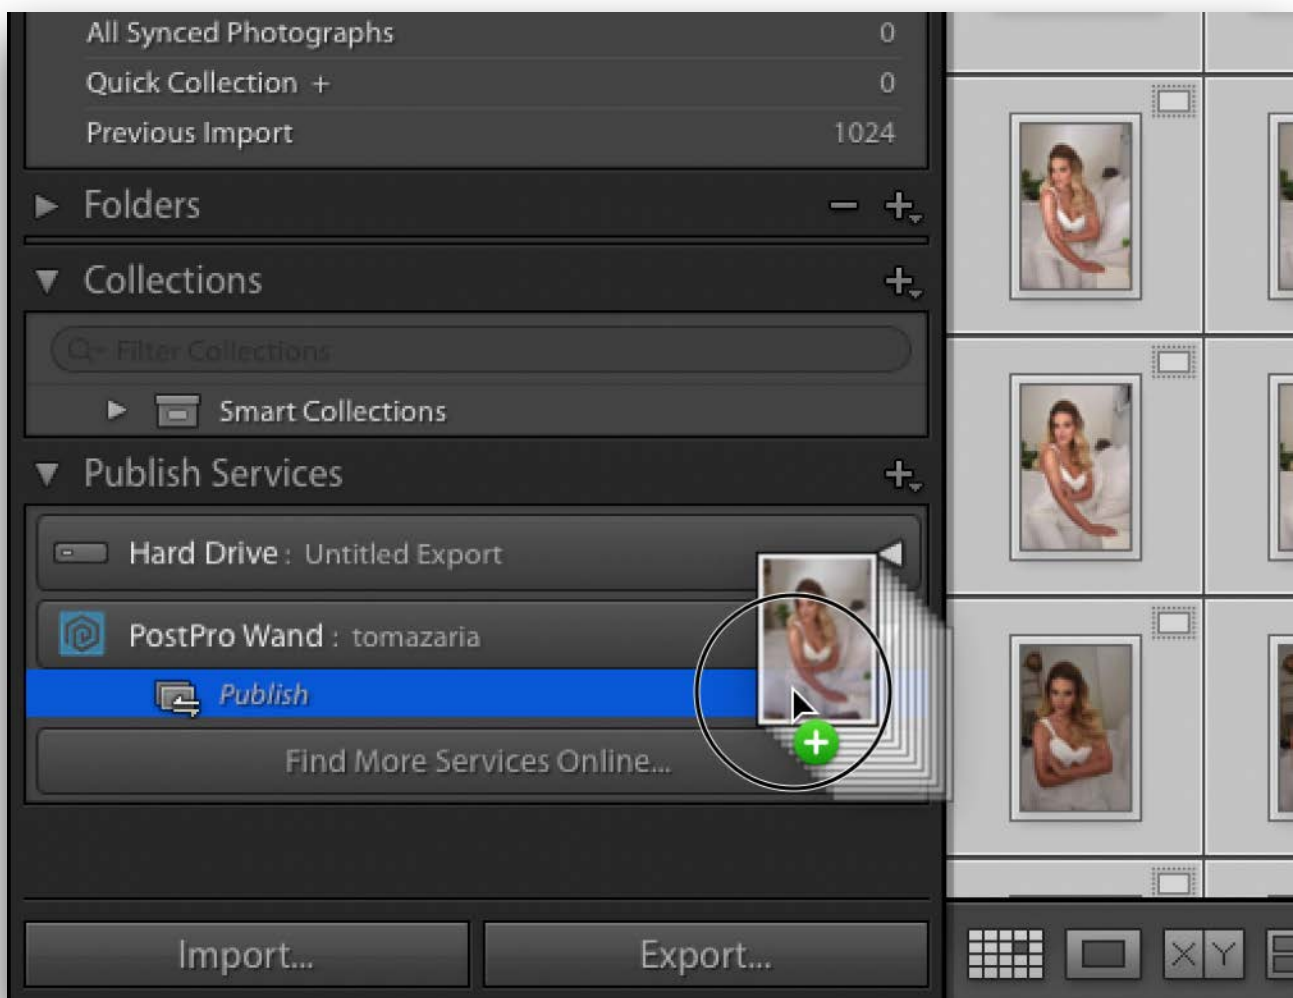 All Synced Photographs 0
Quick Collection + 0
Previous Import 1024
Folders
Collections
Filter Collections
Smart Collections
Publish Services
Hard Drive : Untitled Export
PostPro Wand : tomazaria
Publish
Find More Services Online...
Import... Export...
X Y